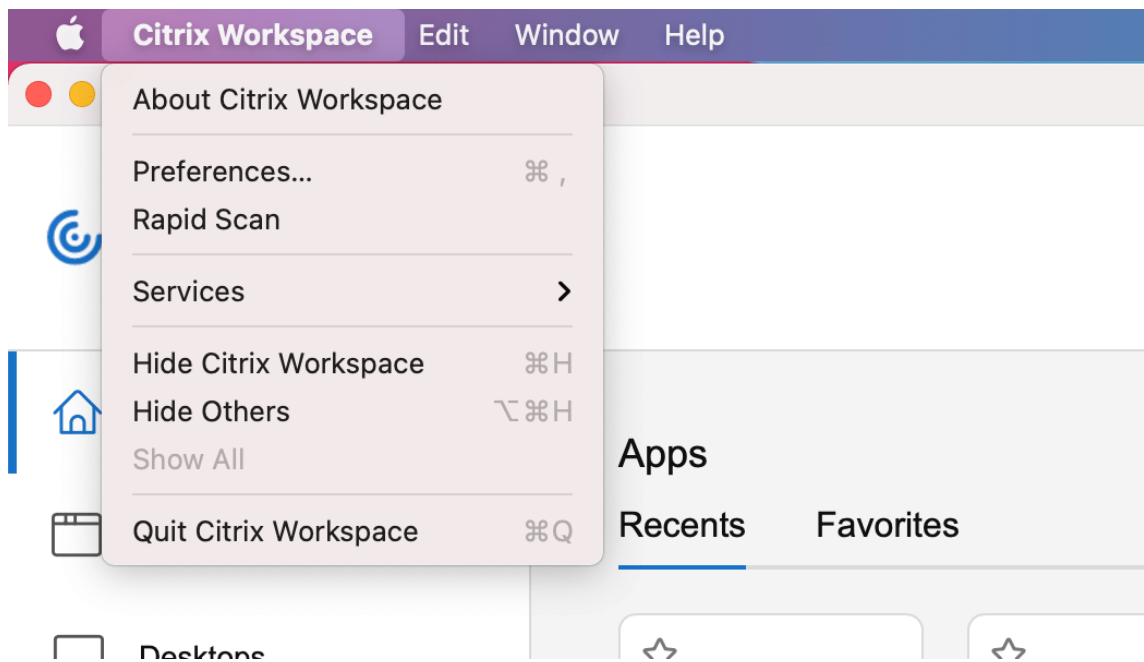 Citrix Workspace Edit Window Help
About Citrix Workspace
Preferences... ⌘ ,
Rapid Scan
Services
Hide Citrix Workspace ⌘H
Hide Others ⌥⌘H
Show All
Quit Citrix Workspace ⌘Q
Apps
Recents Favorites
Desktops